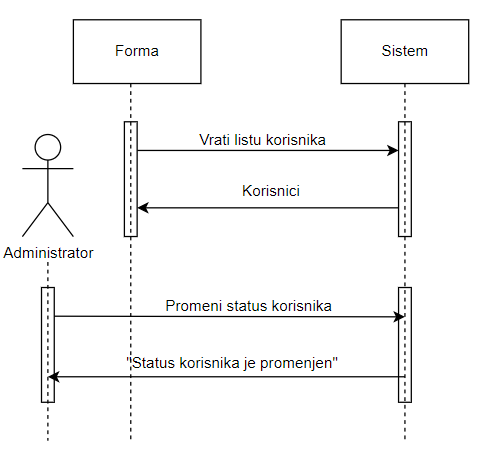 Forma
Sistem
Vrati listu korisnika
Korisnici
Administrator
Promeni status korisnika
"Status korisnika je promenjen"